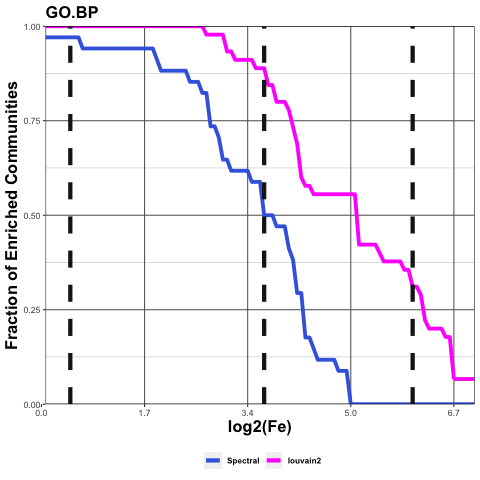 GO.BP
Fraction of Enriched Communities
1.00
0.75
0.50
0.25
0.00
0.0 1.7 3.4 5.0 6.7
log2(Fe)
Spectral louvain2